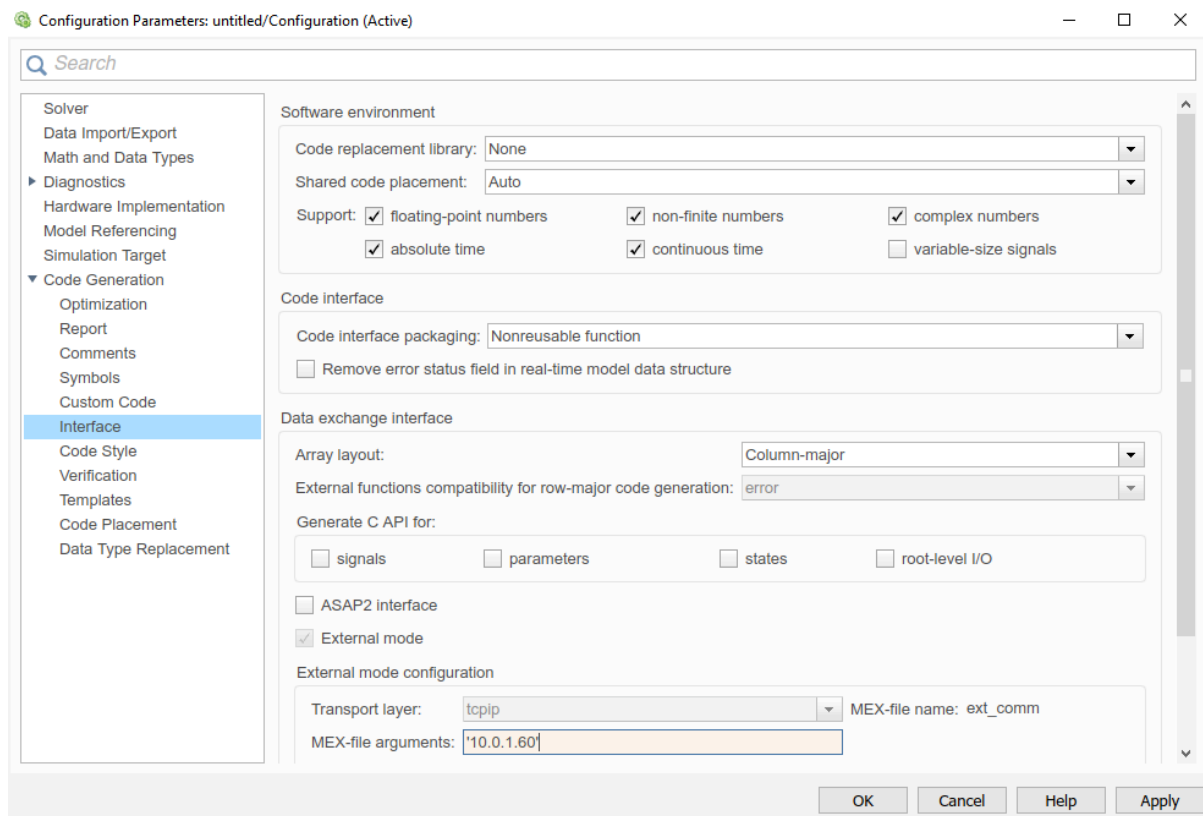 Configuration Parameters: untitled/Configuration (Active)
Search
Solver
Data Import/Export
Math and Data Types
Diagnostics
Hardware Implementation
Model Referencing
Simulation Target
Code Generation
Optimization
Report
Comments
Symbols
Custom Code
Interface
Code Style
Verification
Templates
Code Placement
Data Type Replacement
Software environment
Code replacement library: None
Shared code placement: Auto
Support: floating-point numbers non-finite numbers complex numbers
absolute time continuous time variable-size signals
Code interface
Code interface packaging: Nonreusable function
Remove error status field in real-time model data structure
Data exchange interface
Array layout: Column-major
External functions compatibility for row-major code generation: error
Generate C API for:
signals parameters states root-level I/O
ASAP2 interface
External mode
External mode configuration
Transport layer: tcpip MEX-file name: ext_comm
MEX-file arguments: '10.0.1.60'
OK Cancel Help Apply